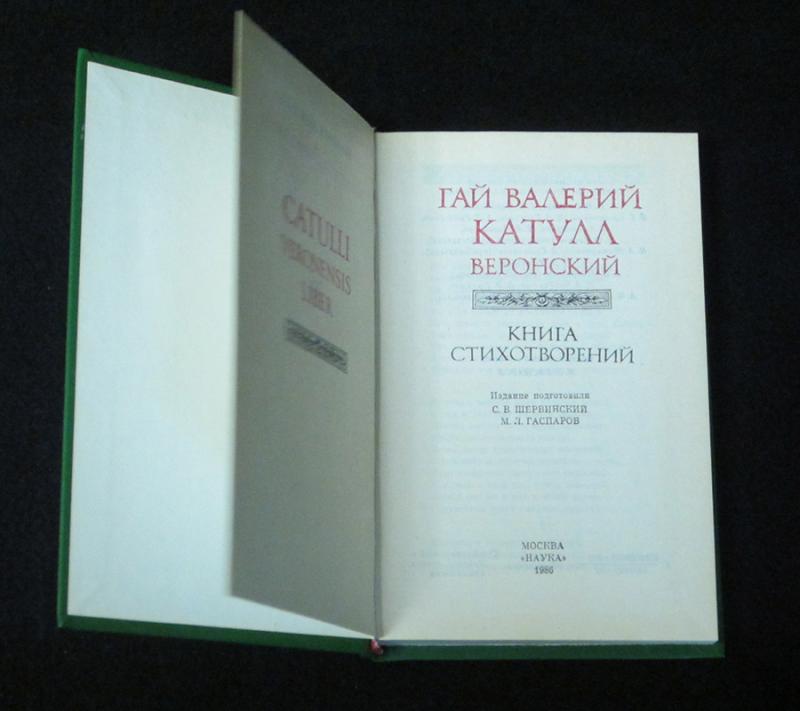 CATULLI
VERONENSIS
LIBER
ГАЙ ВАЛЕРИЙ
КАТУЛЛ
ВЕРОНСКИЙ
КНИГА
СТИХОТВОРЕНИЙ
Издание подготовили
С. В. ШЕРВИНСКИЙ
М. Л. ГАСПАРОВ
МОСКВА
«НАУКА»
1986